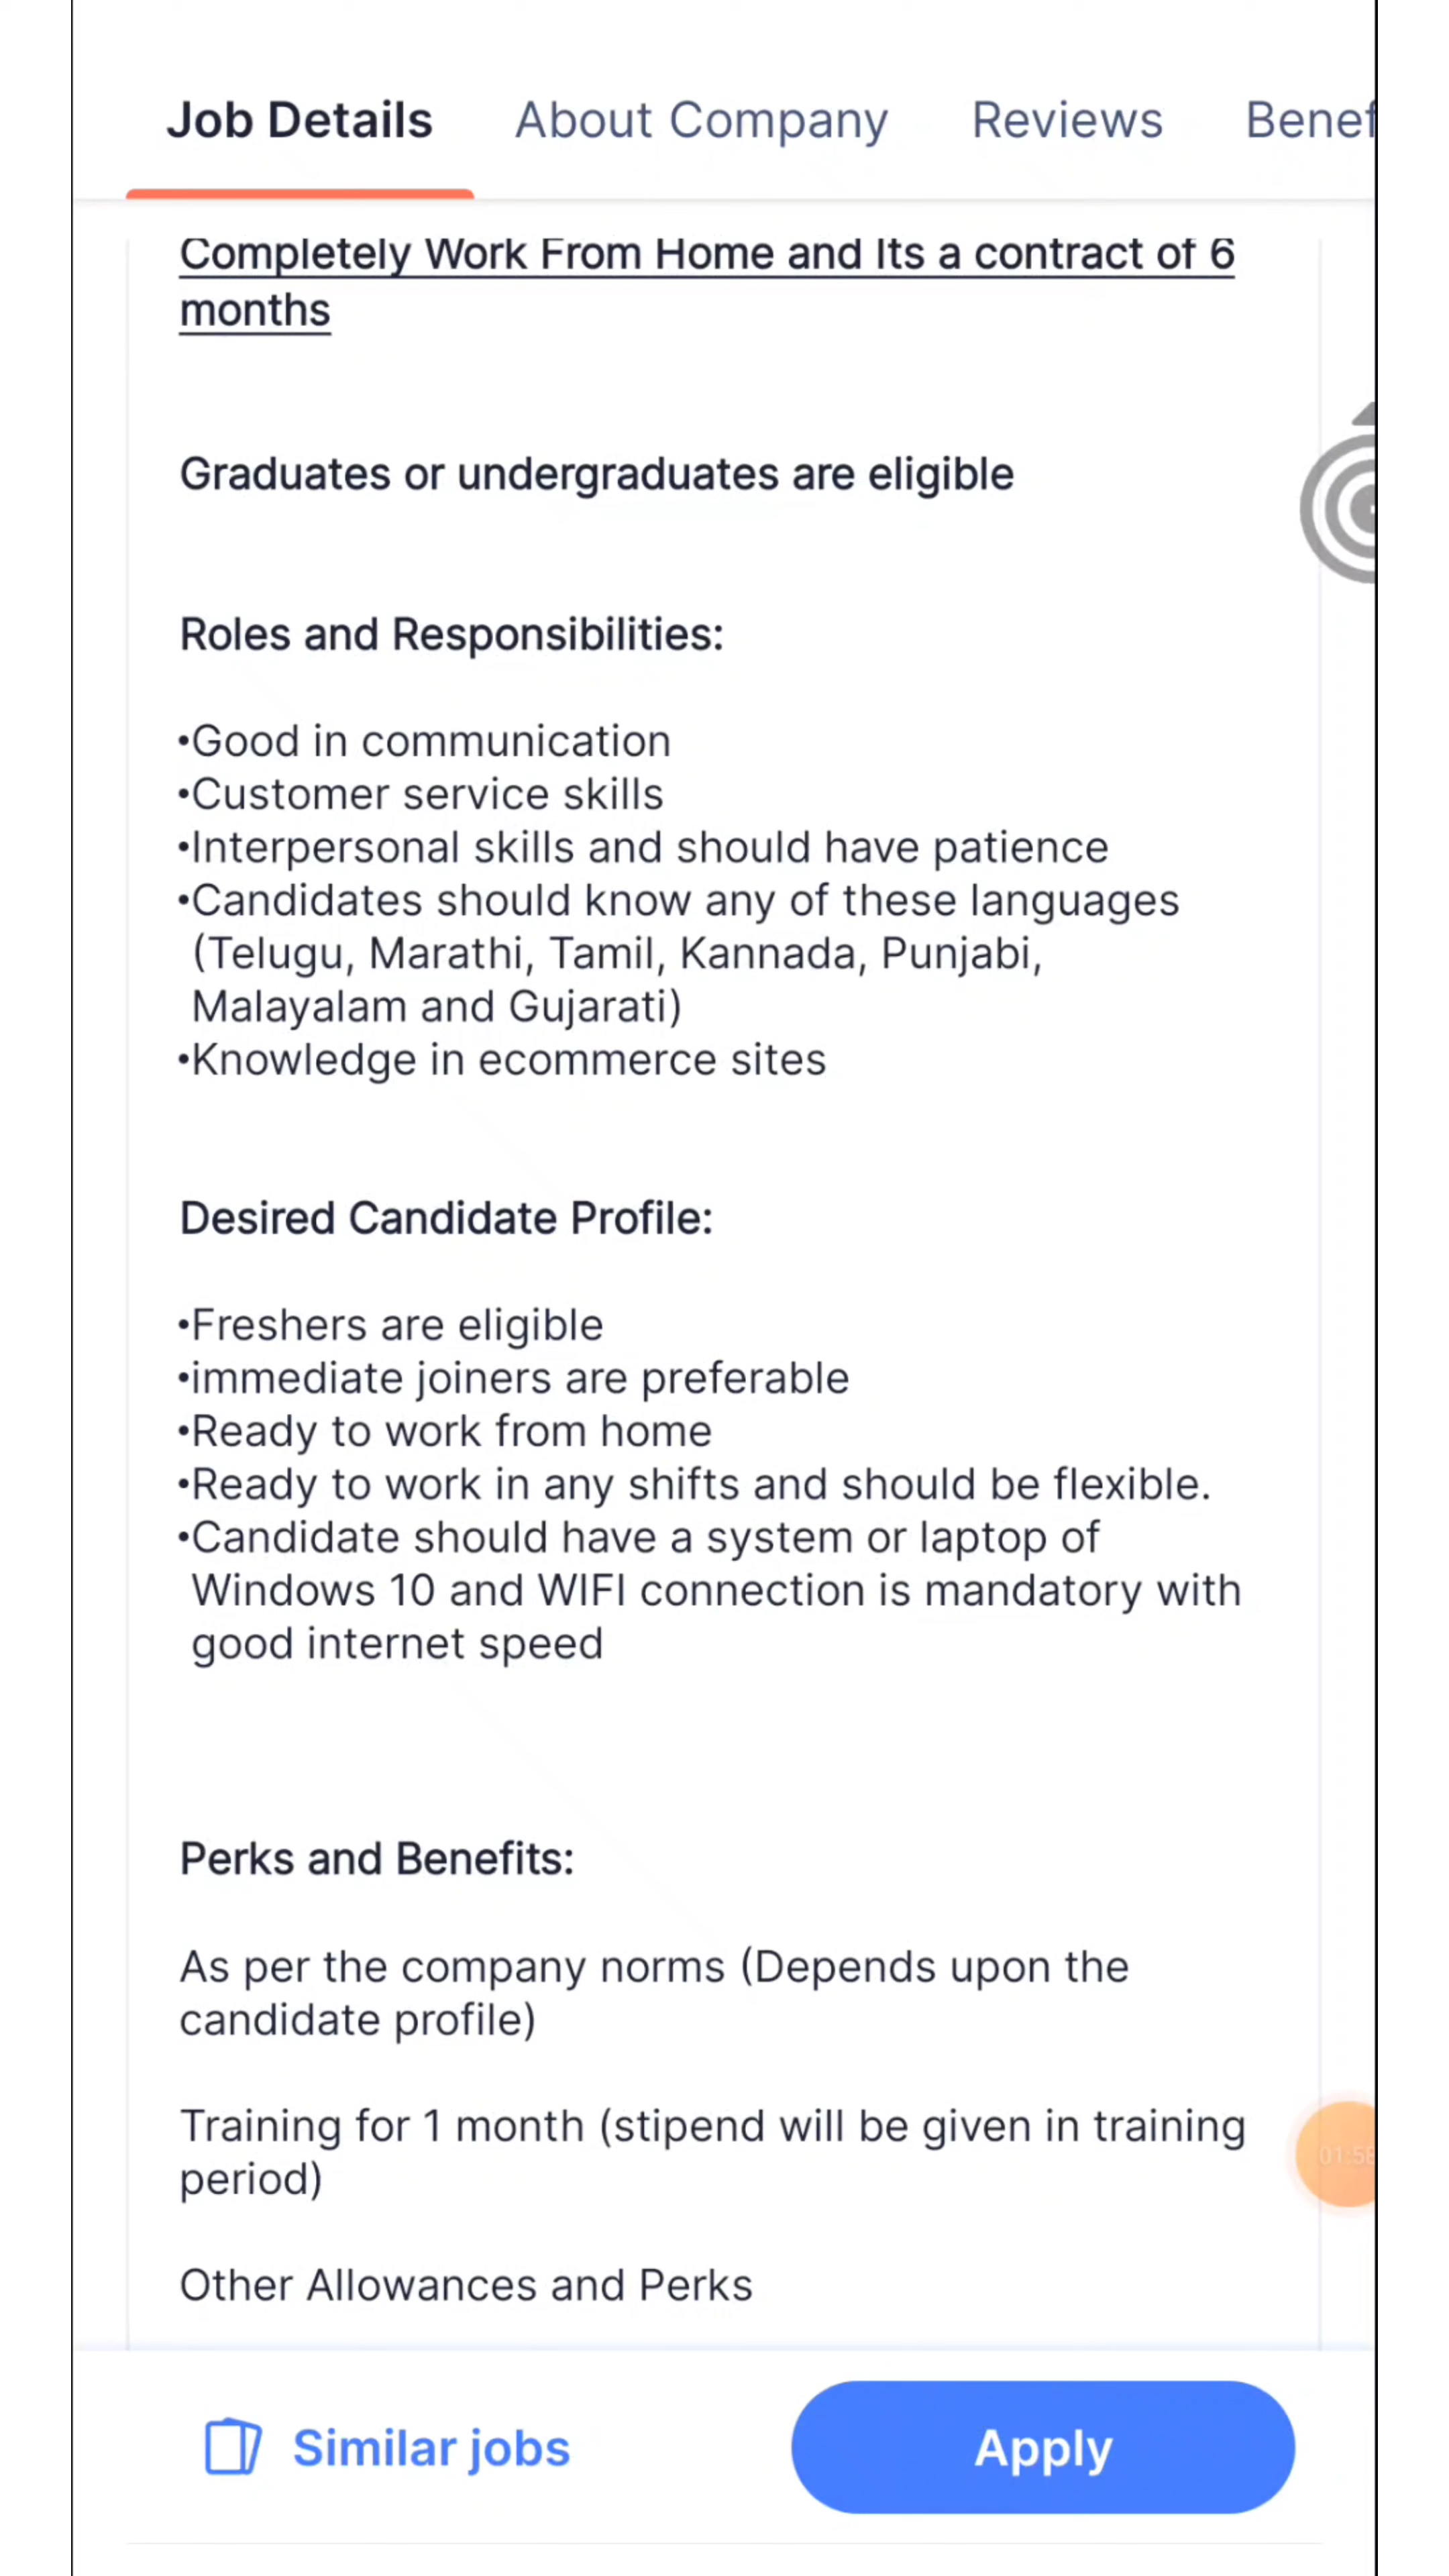 Job Details About Company Reviews Benef
Completely Work From Home and Its a contract of 6
months
Graduates or undergraduates are eligible
Roles and Responsibilities:
•Good in communication
•Customer service skills
•Interpersonal skills and should have patience
•Candidates should know any of these languages
(Telugu, Marathi, Tamil, Kannada, Punjabi,
Malayalam and Gujarati)
•Knowledge in ecommerce sites
Desired Candidate Profile:
•Freshers are eligible
•immediate joiners are preferable
•Ready to work from home
•Ready to work in any shifts and should be flexible.
•Candidate should have a system or laptop of
Windows 10 and WIFI connection is mandatory with
good internet speed
Perks and Benefits:
As per the company norms (Depends upon the
candidate profile)
Training for 1 month (stipend will be given in training
period)
01:58
Other Allowances and Perks
Similar jobs Apply